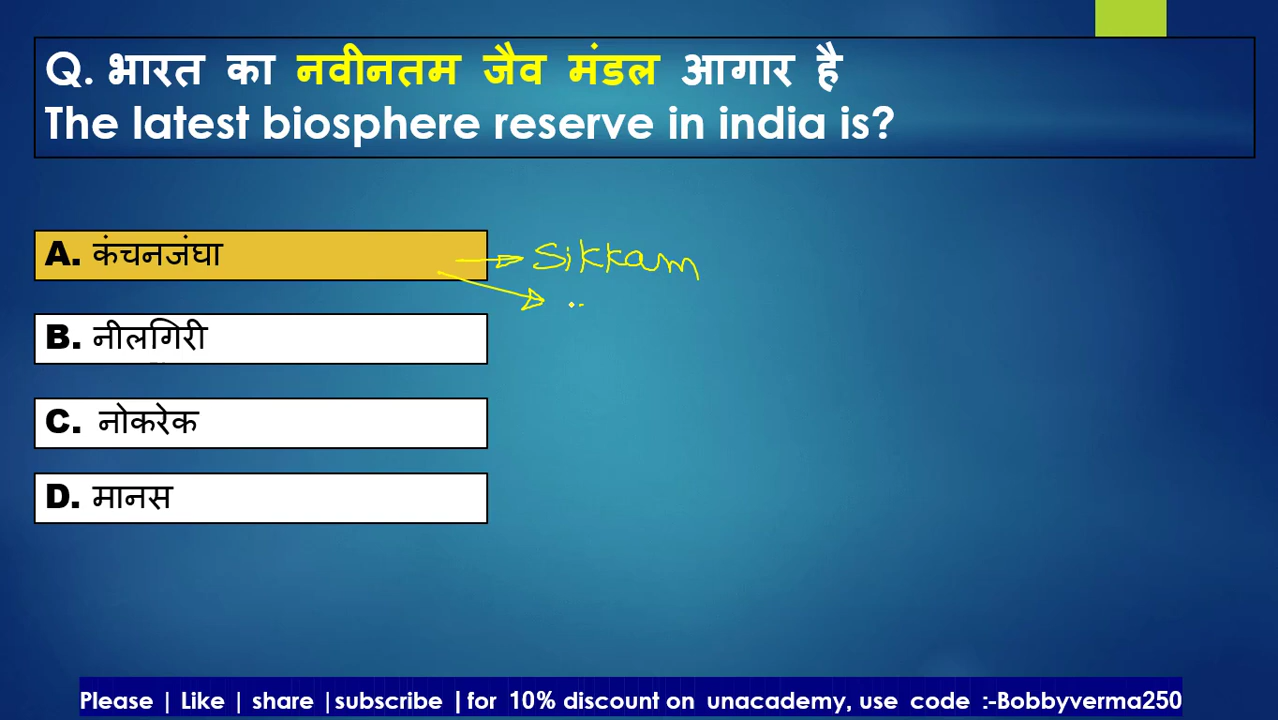 Q. भारत का नवीनतम जैव मंडल आगार है
The latest biosphere reserve in india is?
A. कंचनजंघा
Sikkam
B. नीलगिरी
C. नोकरेक
D. मानस
Please | Like | share |subscribe |for 10% discount on unacademy, use code :-Bobbyverma250